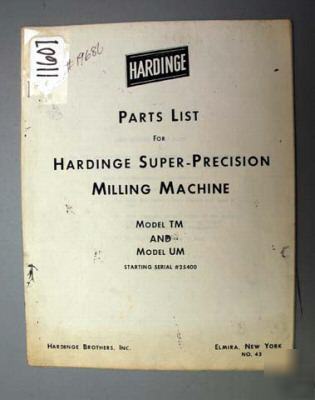 11607
#19686
HARDINGE
PARTS LIST
FOR
HARDINGE SUPER-PRECISION
MILLING MACHINE
MODEL TM
AND
MODEL UM
STARTING SERIAL #25400
HARDINGE BROTHERS, INC.
ELMIRA, NEW YORK
NO. 43